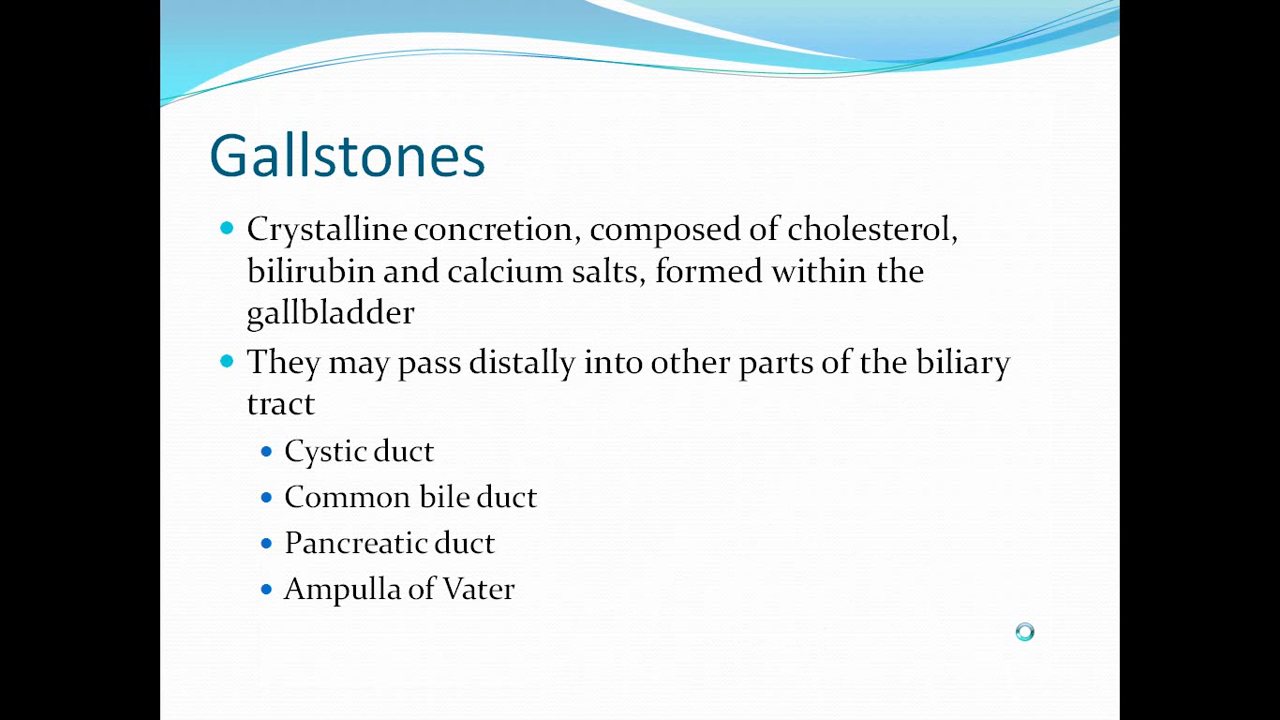 Gallstones
Crystalline concretion, composed of cholesterol,
bilirubin and calcium salts, formed within the
gallbladder
They may pass distally into other parts of the biliary
tract
Cystic duct
Common bile duct
Pancreatic duct
Ampulla of Vater